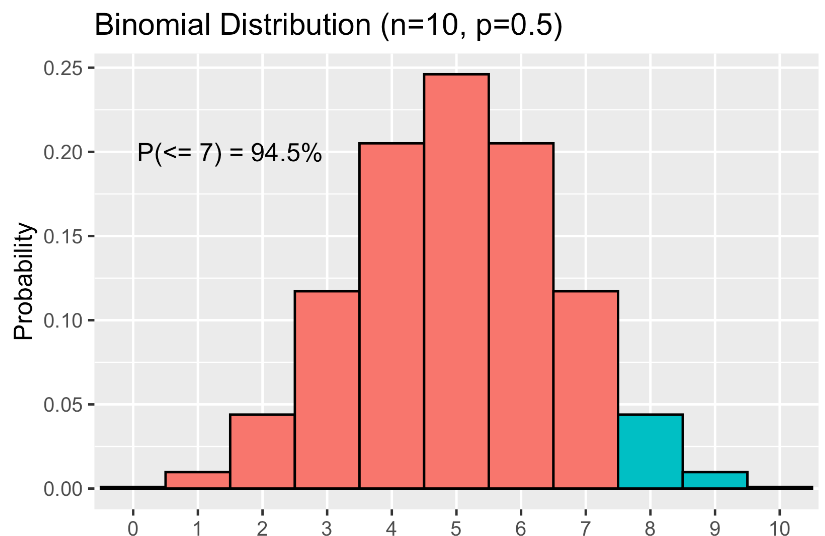 Binomial Distribution (n=10, p=0.5)
0.25
P(<= 7) = 94.5%
0.20
0.15
Probability
0.10
0.05
0.00
0 1 2 3 4 5 6 7 8 9 10